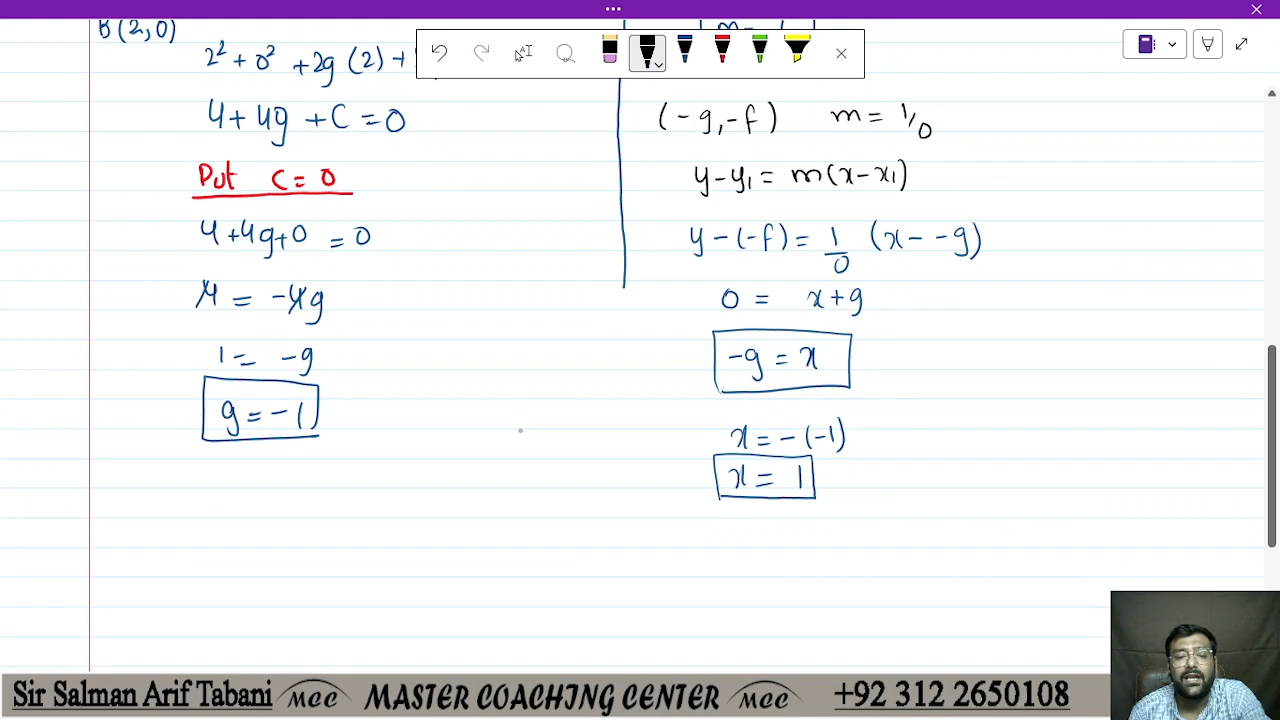 B(2,0)
2² + 0² + 2g (2) +
4 + 4g + C = 0
Put C = 0
4 + 4g + 0 = 0
4 = -4g
1 = -g
g = -1
(-g, -f) m = 1/0
y - y₁ = m(x - x₁)
y - (-f) = 1/0 (x - -g)
0 = x + g
-g = x
x = -(-1)
x = 1
Sir Salman Arif Tabani MCC MASTER COACHING CENTER MCC +92 312 2650108